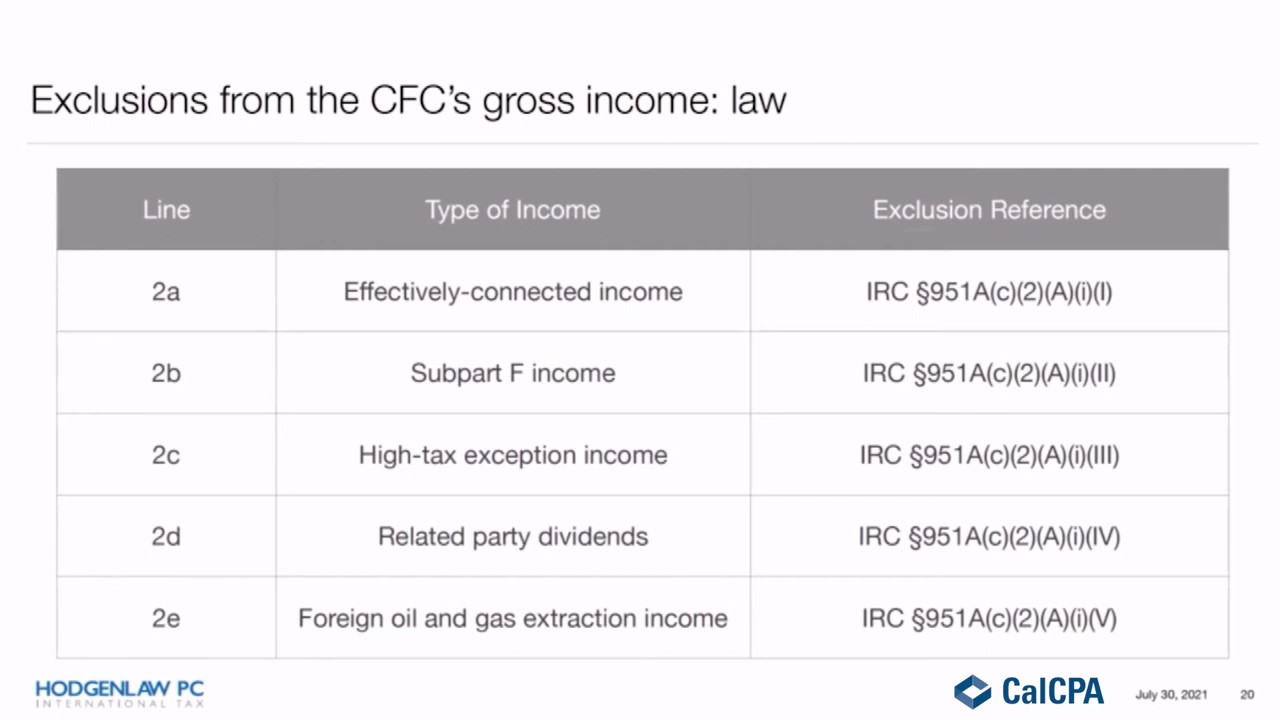 Exclusions from the CFC's gross income: law
Line Type of Income Exclusion Reference
2a Effectively-connected income IRC §951A(c)(2)(A)(i)(I)
2b Subpart F income IRC §951A(c)(2)(A)(i)(II)
2c High-tax exception income IRC §951A(c)(2)(A)(i)(III)
2d Related party dividends IRC §951A(c)(2)(A)(i)(IV)
2e Foreign oil and gas extraction income IRC §951A(c)(2)(A)(i)(V)
HODGENLAW PC
INTERNATIONAL TAX
CalCPA July 30, 2021 20